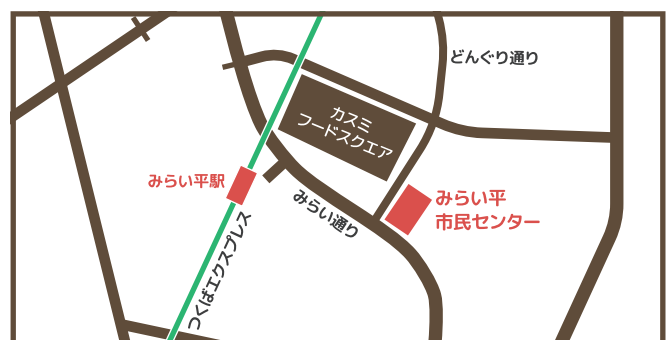 どんぐり通り
カスミ
フードスクエア
みらい平駅
みらい平
市民センター
みらい通り
つくばエクスプレス